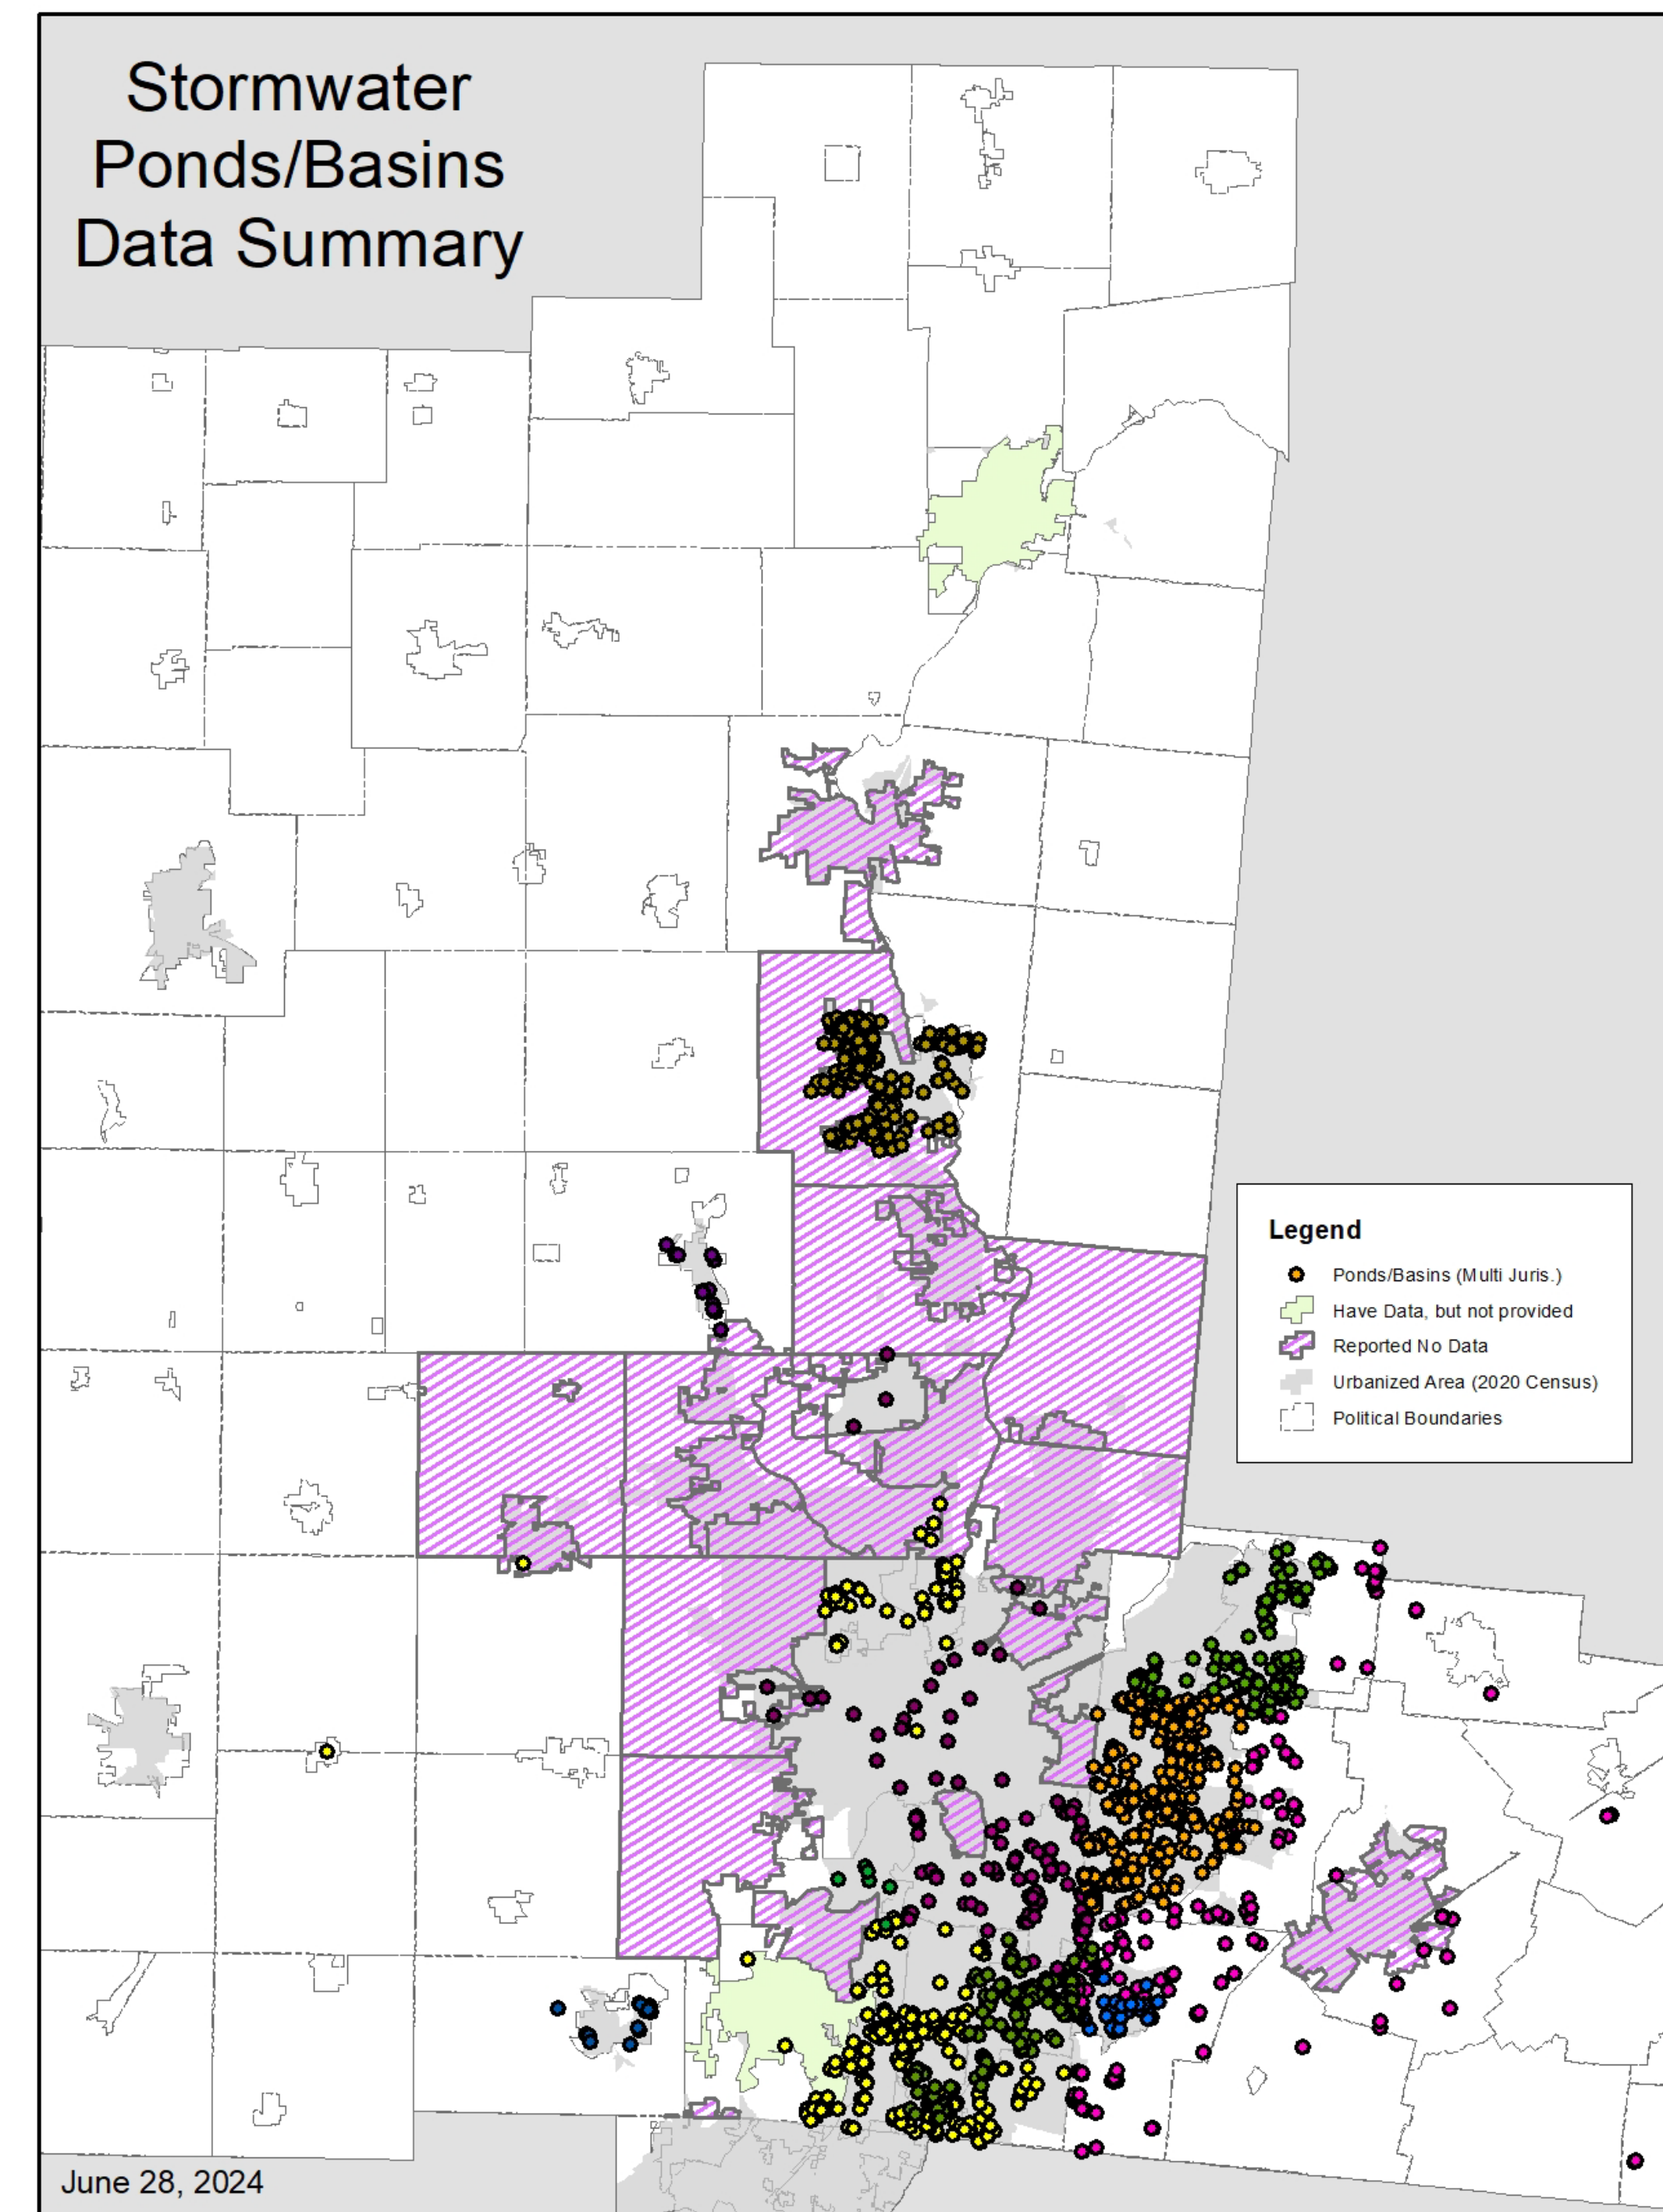 Stormwater
Ponds/Basins
Data Summary
Legend
Ponds/Basins (Multi Juris.)
Have Data, but not provided
Reported No Data
Urbanized Area (2020 Census)
Political Boundaries
June 28, 2024